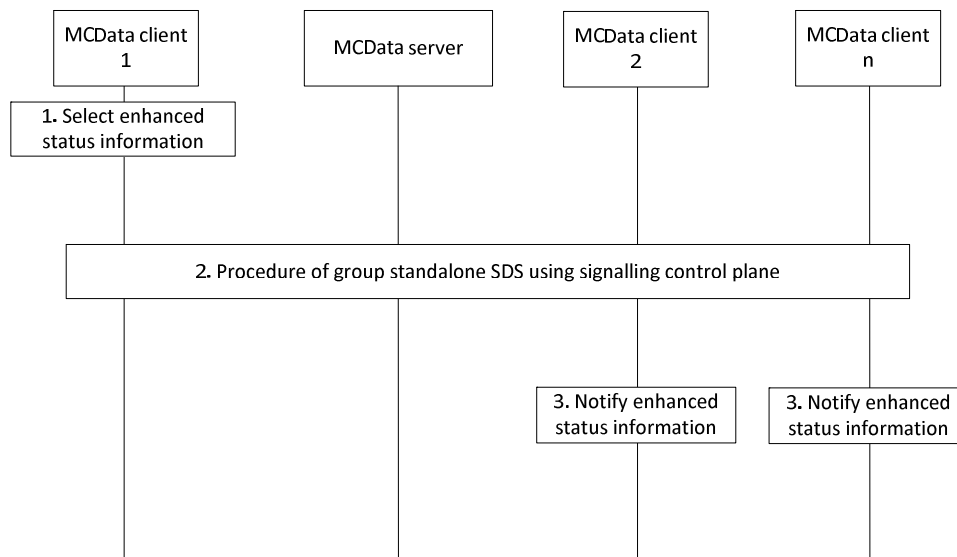 MCData client
1
MCData server
MCData client
2
MCData client
n
1. Select enhanced
status information
2. Procedure of group standalone SDS using signalling control plane
3. Notify enhanced
status information
3. Notify enhanced
status information